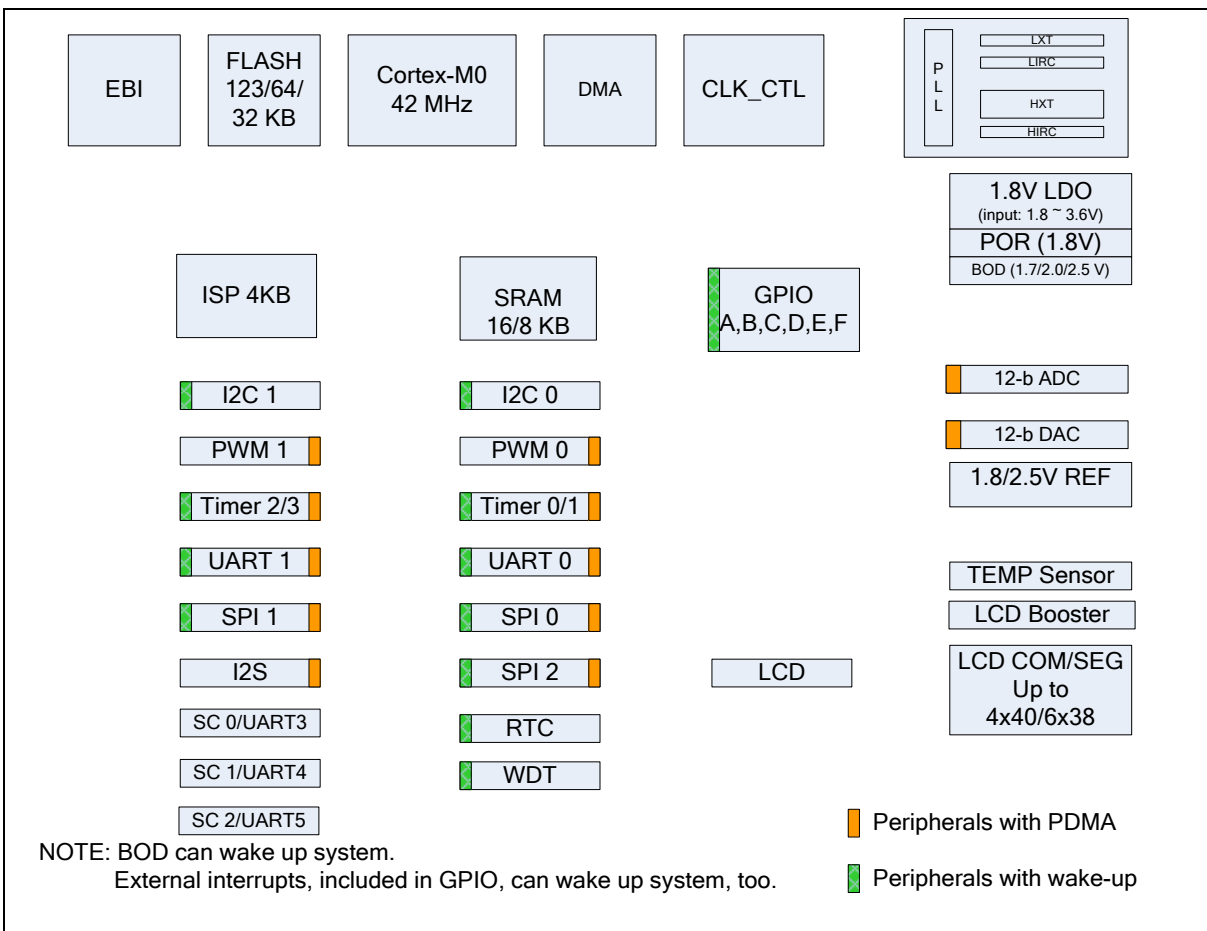 EBI
FLASH
123/64/
32 KB
Cortex-M0
42 MHz
DMA
CLK_CTL
P
L
L
LXT
LIRC
HXT
HIRC
1.8V LDO
(input: 1.8 ~ 3.6V)
POR (1.8V)
BOD (1.7/2.0/2.5 V)
ISP 4KB
SRAM
16/8 KB
GPIO
A,B,C,D,E,F
I2C 1
I2C 0
12-b ADC
PWM 1
PWM 0
12-b DAC
1.8/2.5V REF
Timer 2/3
Timer 0/1
UART 1
UART 0
TEMP Sensor
SPI 1
SPI 0
LCD Booster
I2S
SPI 2
LCD
LCD COM/SEG
Up to
4x40/6x38
SC 0/UART3
RTC
SC 1/UART4
WDT
SC 2/UART5
Peripherals with PDMA
NOTE: BOD can wake up system.
External interrupts, included in GPIO, can wake up system, too.
Peripherals with wake-up